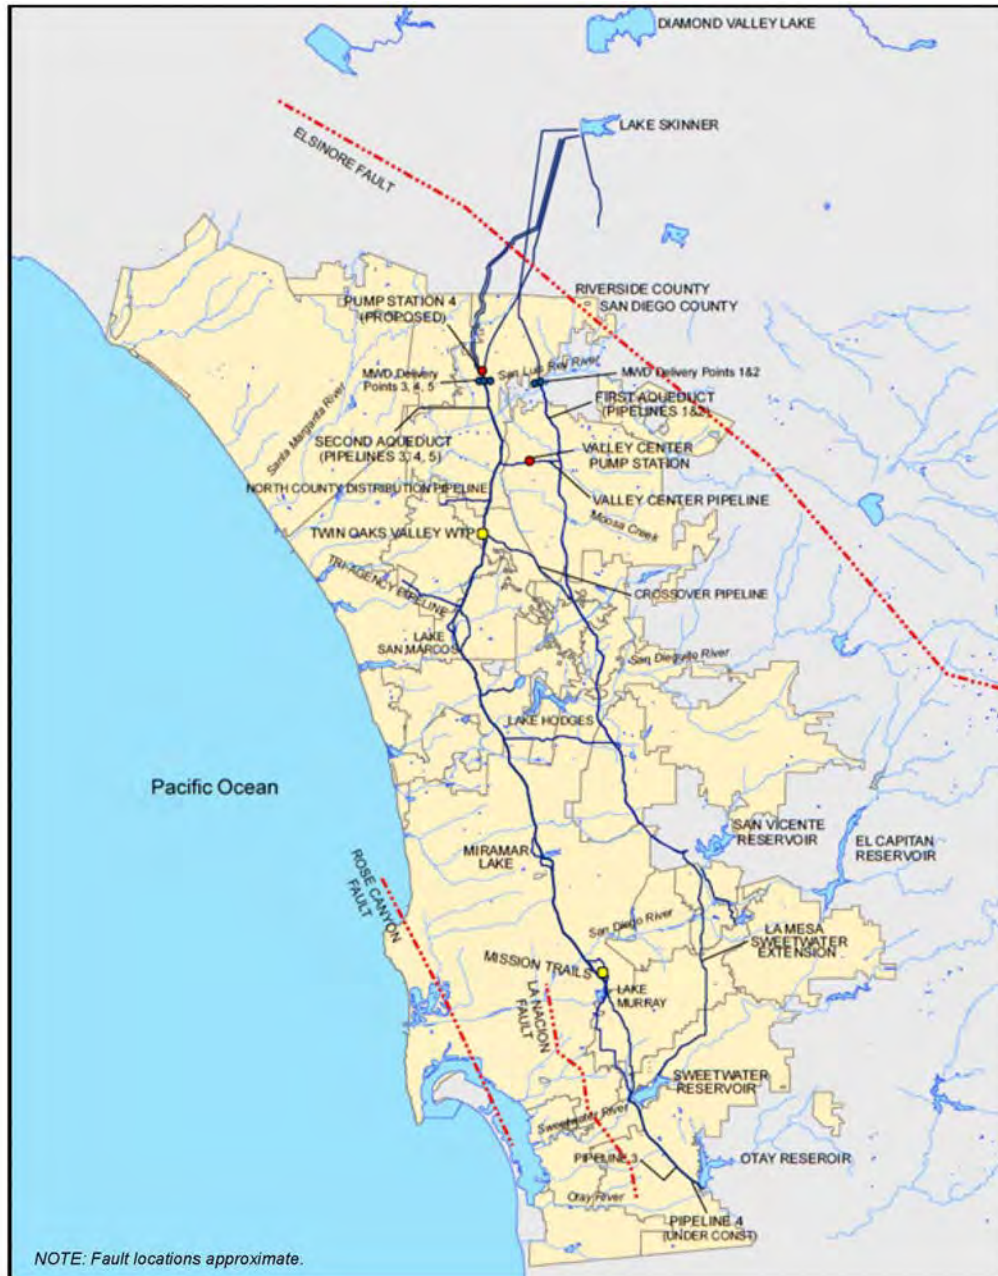 DIAMOND VALLEY LAKE
LAKE SKINNER
ELSINORE FAULT
RIVERSIDE COUNTY
SAN DIEGO COUNTY
PUMP STATION 4
(PROPOSED)
San Luis Rey River
MWD Delivery
Points 3, 4, 5
MWD Delivery Points 1&2
FIRST AQUEDUCT
(PIPELINES 1&2)
Santa Margarita River
SECOND AQUEDUCT
(PIPELINES 3, 4, 5)
VALLEY CENTER
PUMP STATION
NORTH COUNTY DISTRIBUTION PIPELINE
VALLEY CENTER PIPELINE
Moosa Creek
TWIN OAKS VALLEY WTP
TRI-AGENCY PIPELINE
CROSSOVER PIPELINE
LAKE
SAN MARCOS
San Dieguito River
LAKE HODGES
Pacific Ocean
SAN VICENTE
RESERVOIR
EL CAPITAN
RESERVOIR
MIRAMAR
LAKE
ROSE CANYON
FAULT
San Diego River
LA MESA
SWEETWATER
EXTENSION
MISSION TRAILS
LAKE
MURRAY
LA NACION
FAULT
SWEETWATER
RESERVOIR
Sweetwater River
PIPELINE 3
OTAY RESEROIR
Otay River
PIPELINE 4
(UNDER CONST)
NOTE: Fault locations approximate.